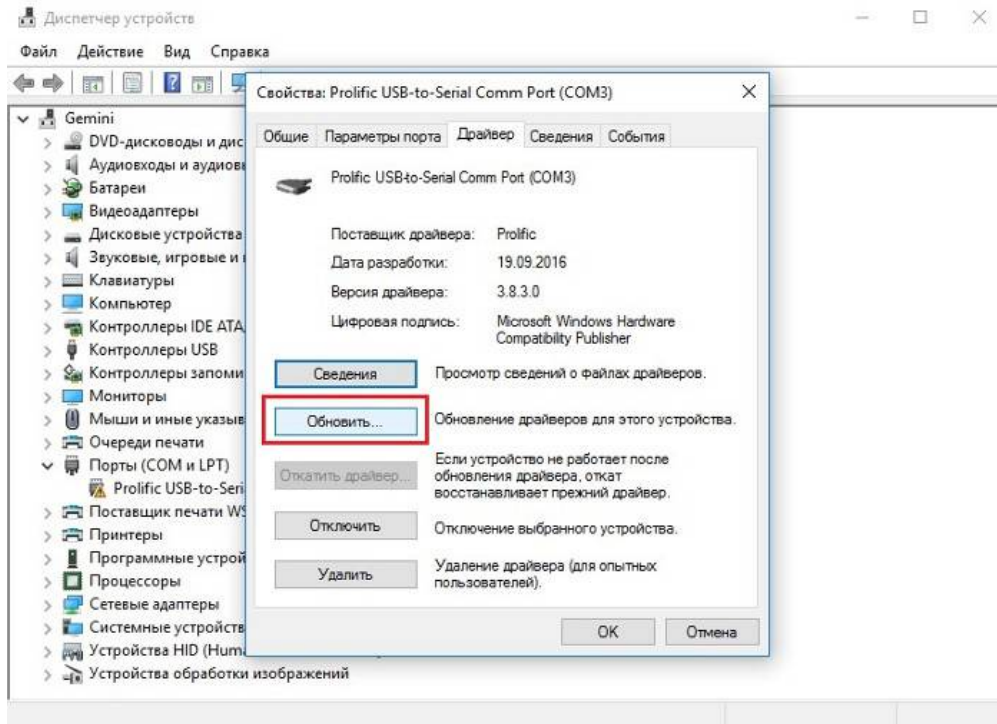 Диспетчер устройств
Файл Действие Вид Справка
Gemini
DVD-дисководы и дис
Аудиовходы и аудиовы
Батареи
Видеоадаптеры
Дисковые устройства
Звуковые, игровые и
Клавиатуры
Компьютер
Контроллеры IDE ATA
Контроллеры USB
Контроллеры запоми
Мониторы
Мыши и иные указыв
Очереди печати
Порты (COM и LPT)
Prolific USB-to-Seri
Поставщик печати WS
Принтеры
Программные устрой
Процессоры
Сетевые адаптеры
Системные устройств
Устройства HID (Hum
Устройства обработки изображений
Свойства: Prolific USB-to-Serial Comm Port (COM3)
Общие Параметры порта Драйвер Сведения События
Prolific USB-to-Serial Comm Port (COM3)
Поставщик драйвера: Prolific
Дата разработки: 19.09.2016
Версия драйвера: 3.8.3.0
Цифровая подпись: Microsoft Windows Hardware
Compatibility Publisher
Сведения Просмотр сведений о файлах драйверов.
Обновить... Обновление драйверов для этого устройства.
Откатить драйвер... Если устройство не работает после
обновления драйвера, откат
восстанавливает прежний драйвер.
Отключить Отключение выбранного устройства.
Удалить Удаление драйвера (для опытных
пользователей).
OK Отмена